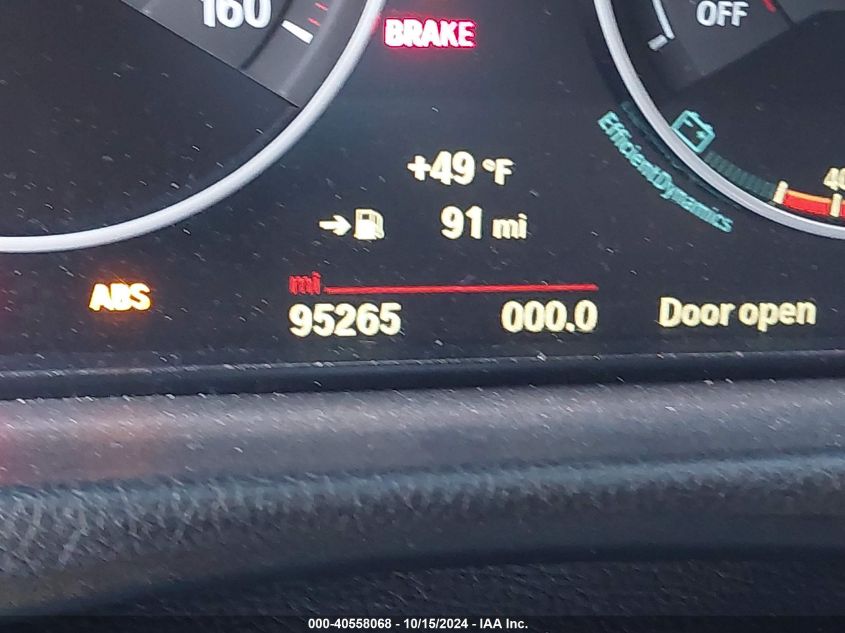 160
BRAKE
OFF
+49 °F
EfficientDynamics
40
91 mi
ABS
mi
95265 000.0
Door open
000-40558068 - 10/15/2024 - IAA Inc.